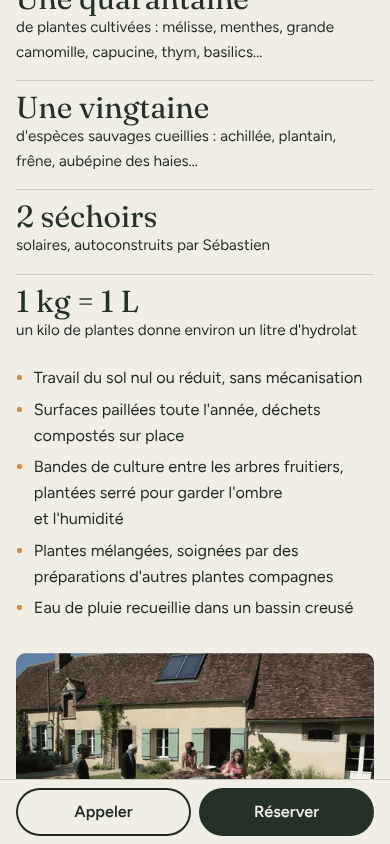 Une quarantaine
de plantes cultivées : mélisse, menthes, grande
camomille, capucine, thym, basilics…
Une vingtaine
d'espèces sauvages cueillies : achillée, plantain,
frêne, aubépine des haies…
2 séchoirs
solaires, autoconstruits par Sébastien
1 kg = 1 L
un kilo de plantes donne environ un litre d'hydrolat
Travail du sol nul ou réduit, sans mécanisation
Surfaces paillées toute l'année, déchets
compostés sur place
Bandes de culture entre les arbres fruitiers,
plantées serré pour garder l'ombre
et l'humidité
Plantes mélangées, soignées par des
préparations d'autres plantes compagnes
Eau de pluie recueillie dans un bassin creusé
Appeler
Réserver